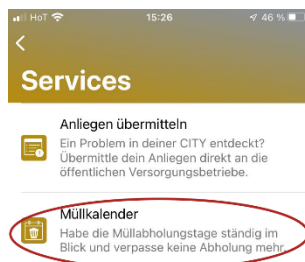 HoT 15:26 46 %
Services
Anliegen übermitteln
Ein Problem in deiner CITY entdeckt?
Übermittle dein Anliegen direkt an die
öffentlichen Versorgungsbetriebe.
Müllkalender
Habe die Müllabholungstage ständig im
Blick und verpasse keine Abholung mehr.